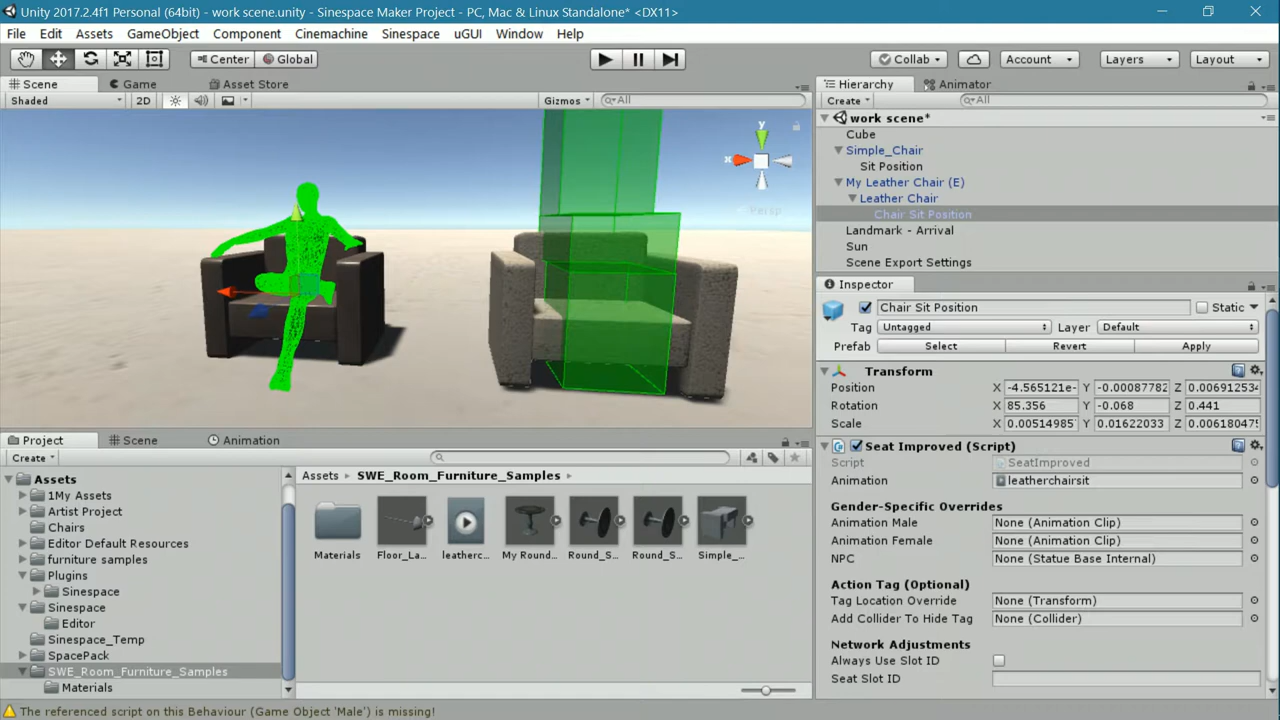 Unity 2017.2.4f1 Personal (64bit) - work scene.unity - Sinespace Maker Project - PC, Mac & Linux Standalone* <DX11>
File Edit Assets GameObject Component Cinemachine Sinespace uGUI Window Help
Center Global Collab Account Layers Layout
Scene Game Asset Store
Shaded 2D Gizmos All
y
x
Persp
Hierarchy Animator
Create All
work scene*
Cube
Simple_Chair
Sit Position
My Leather Chair (E)
Leather Chair
Chair Sit Position
Landmark - Arrival
Sun
Scene Export Settings
Inspector
Chair Sit Position Static
Tag Untagged Layer Default
Prefab Select Revert Apply
Transform
Position X -4.565121e- Y -0.00087782 Z 0.006912534
Rotation X 85.356 Y -0.068 Z 0.441
Scale X 0.00514985 Y 0.01622033 Z 0.006180475
Seat Improved (Script)
Script SeatImproved
Animation leatherchairsit
Gender-Specific Overrides
Animation Male None (Animation Clip)
Animation Female None (Animation Clip)
NPC None (Statue Base Internal)
Action Tag (Optional)
Tag Location Override None (Transform)
Add Collider To Hide Tag None (Collider)
Network Adjustments
Always Use Slot ID
Seat Slot ID
Project Scene Animation
Create
Assets
1My Assets
Artist Project
Chairs
Editor Default Resources
furniture samples
Plugins
Sinespace
Sinespace
Editor
Sinespace_Temp
SpacePack
SWE_Room_Furniture_Samples
Materials
Assets SWE_Room_Furniture_Samples
Materials Floor_La... leatherc... My Round... Round_S... Round_S... Simple_...
The referenced script on this Behaviour (Game Object 'Male') is missing!